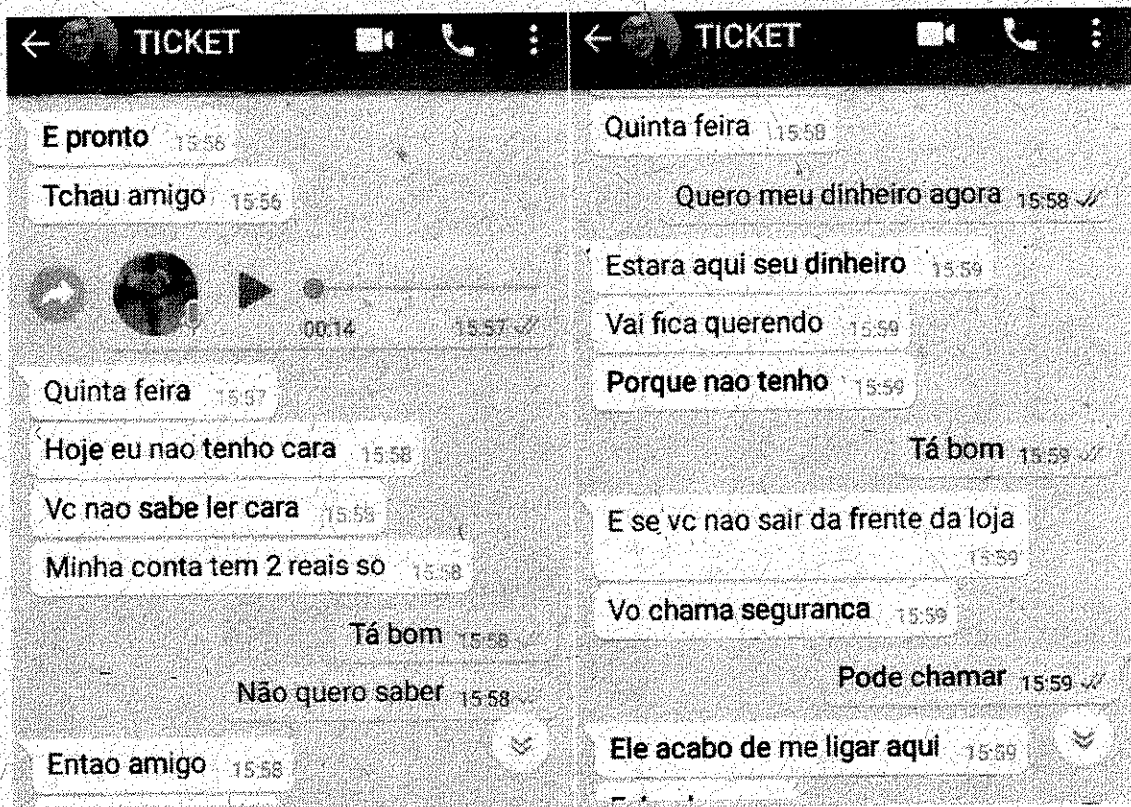 TICKET
E pronto 15:56
Tchau amigo 15:56
00:14 15:57
Quinta feira 15:57
Hoje eu nao tenho cara 15:58
Vc nao sabe ler cara 15:58
Minha conta tem 2 reais so 15:58
Tá bom 15:58
Não quero saber 15:58
Entao amigo 15:58
TICKET
Quinta feira 15:58
Quero meu dinheiro agora 15:58
Estara aqui seu dinheiro 15:59
Vai fica querendo 15:59
Porque nao tenho 15:59
Tá bom 15:59
E se vc nao sair da frente da loja
15:59
Vo chama seguranca 15:59
Pode chamar 15:59
Ele acabo de me ligar aqui 15:59